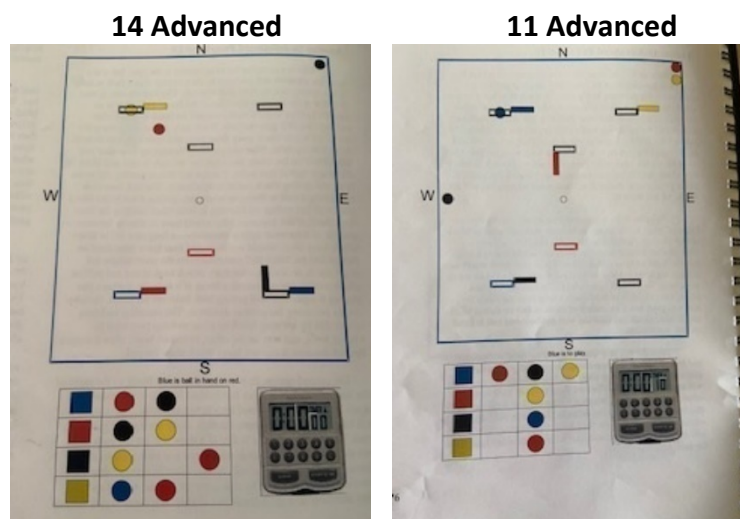 14 Advanced
11 Advanced
N
W
E
S
Blue is ball in hand on red.
N
W
E
S
Blue is to play.